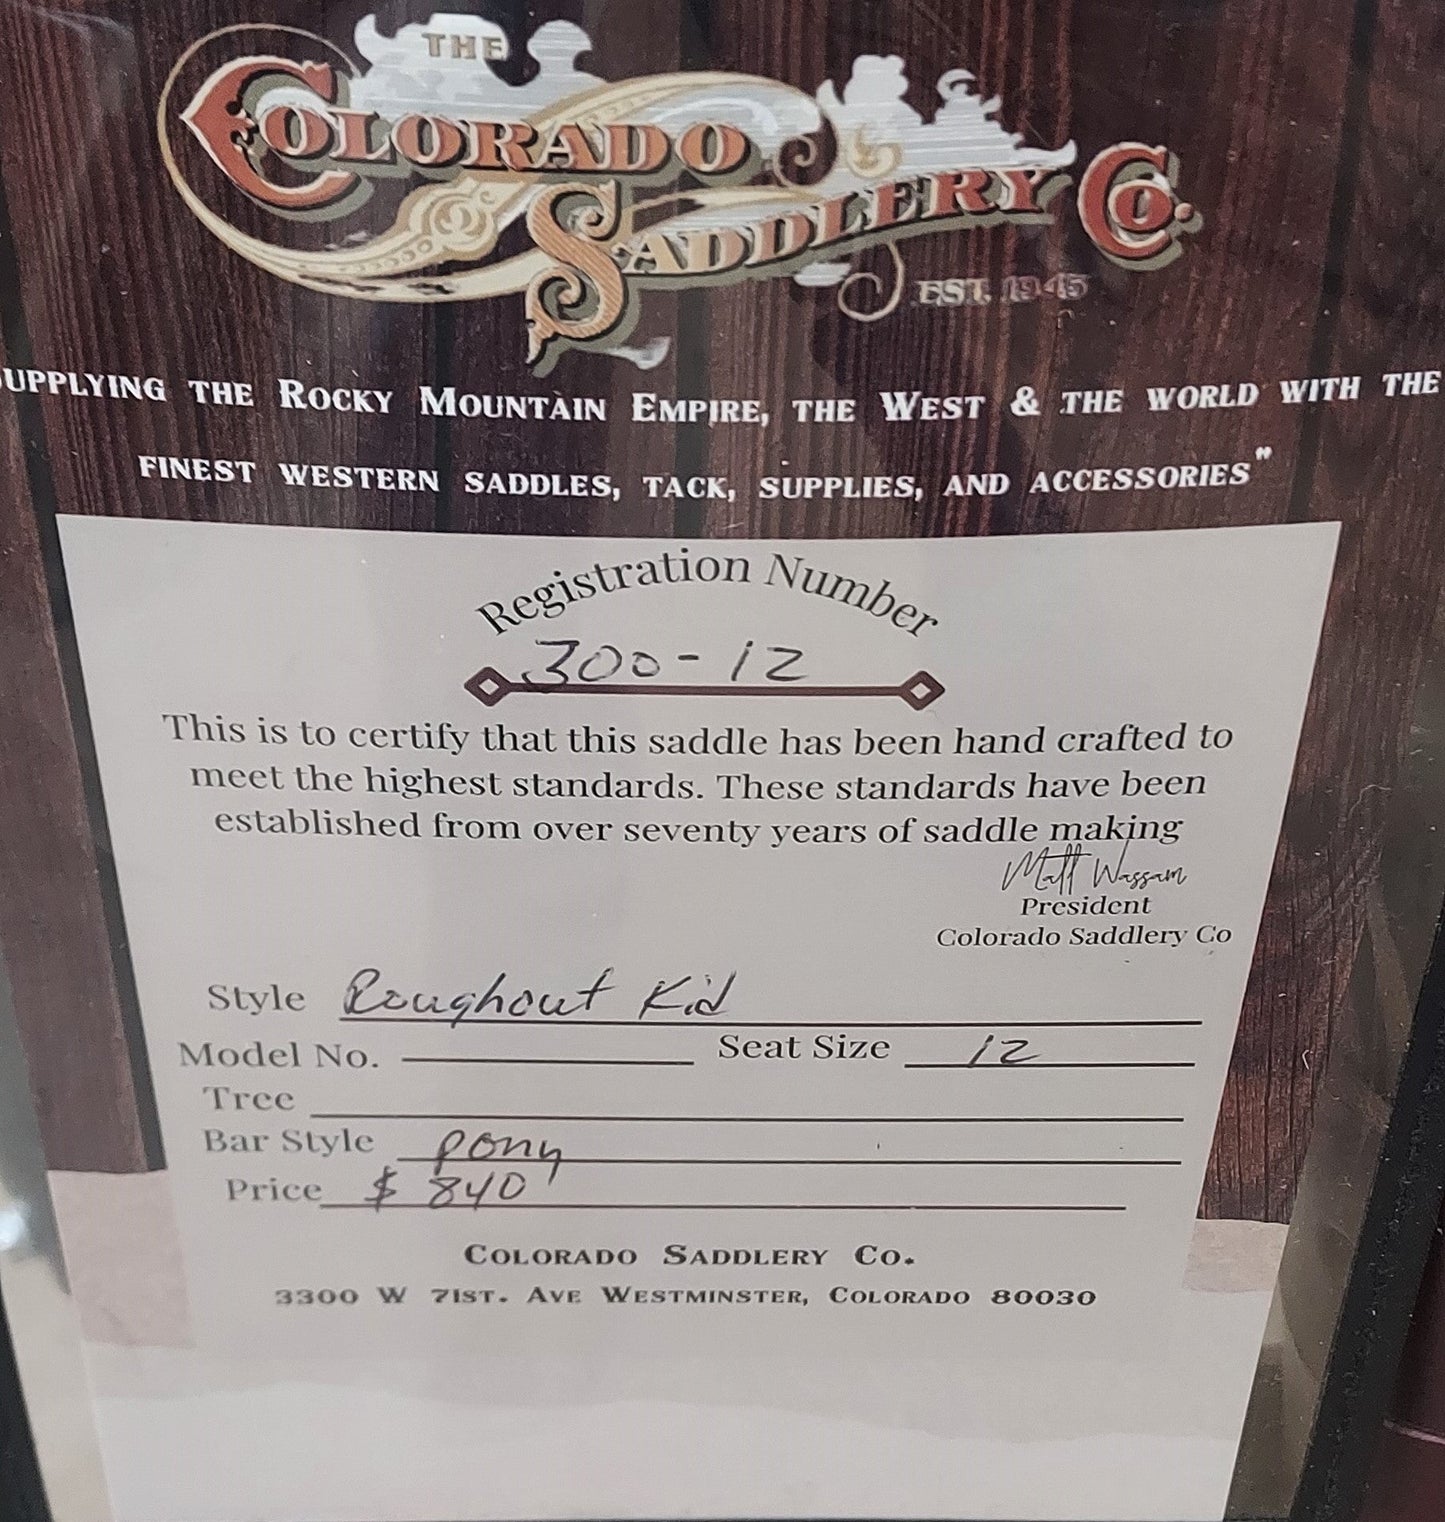 THE
COLORADO
SADDLERY CO.
EST. 1945
UPPLYING THE ROCKY MOUNTAIN EMPIRE, THE WEST & THE WORLD WITH THE
FINEST WESTERN SADDLES, TACK, SUPPLIES, AND ACCESSORIES"
Registration Number
300-12
This is to certify that this saddle has been hand crafted to
meet the highest standards. These standards have been
established from over seventy years of saddle making
Matt Wassam
President
Colorado Saddlery Co
Style Roughout Kid
Model No. Seat Size 12
Tree
Bar Style Pony
Price $ 840
COLORADO SADDLERY CO.
3300 W 71ST. AVE WESTMINSTER, COLORADO 80030